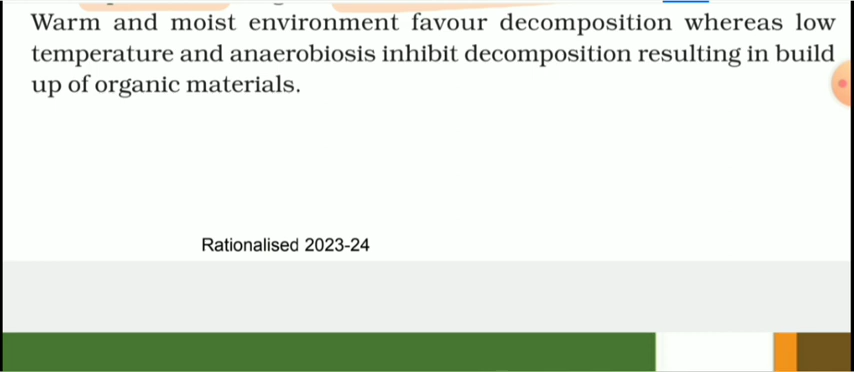 Warm and moist environment favour decomposition whereas low
temperature and anaerobiosis inhibit decomposition resulting in build
up of organic materials.
Rationalised 2023-24